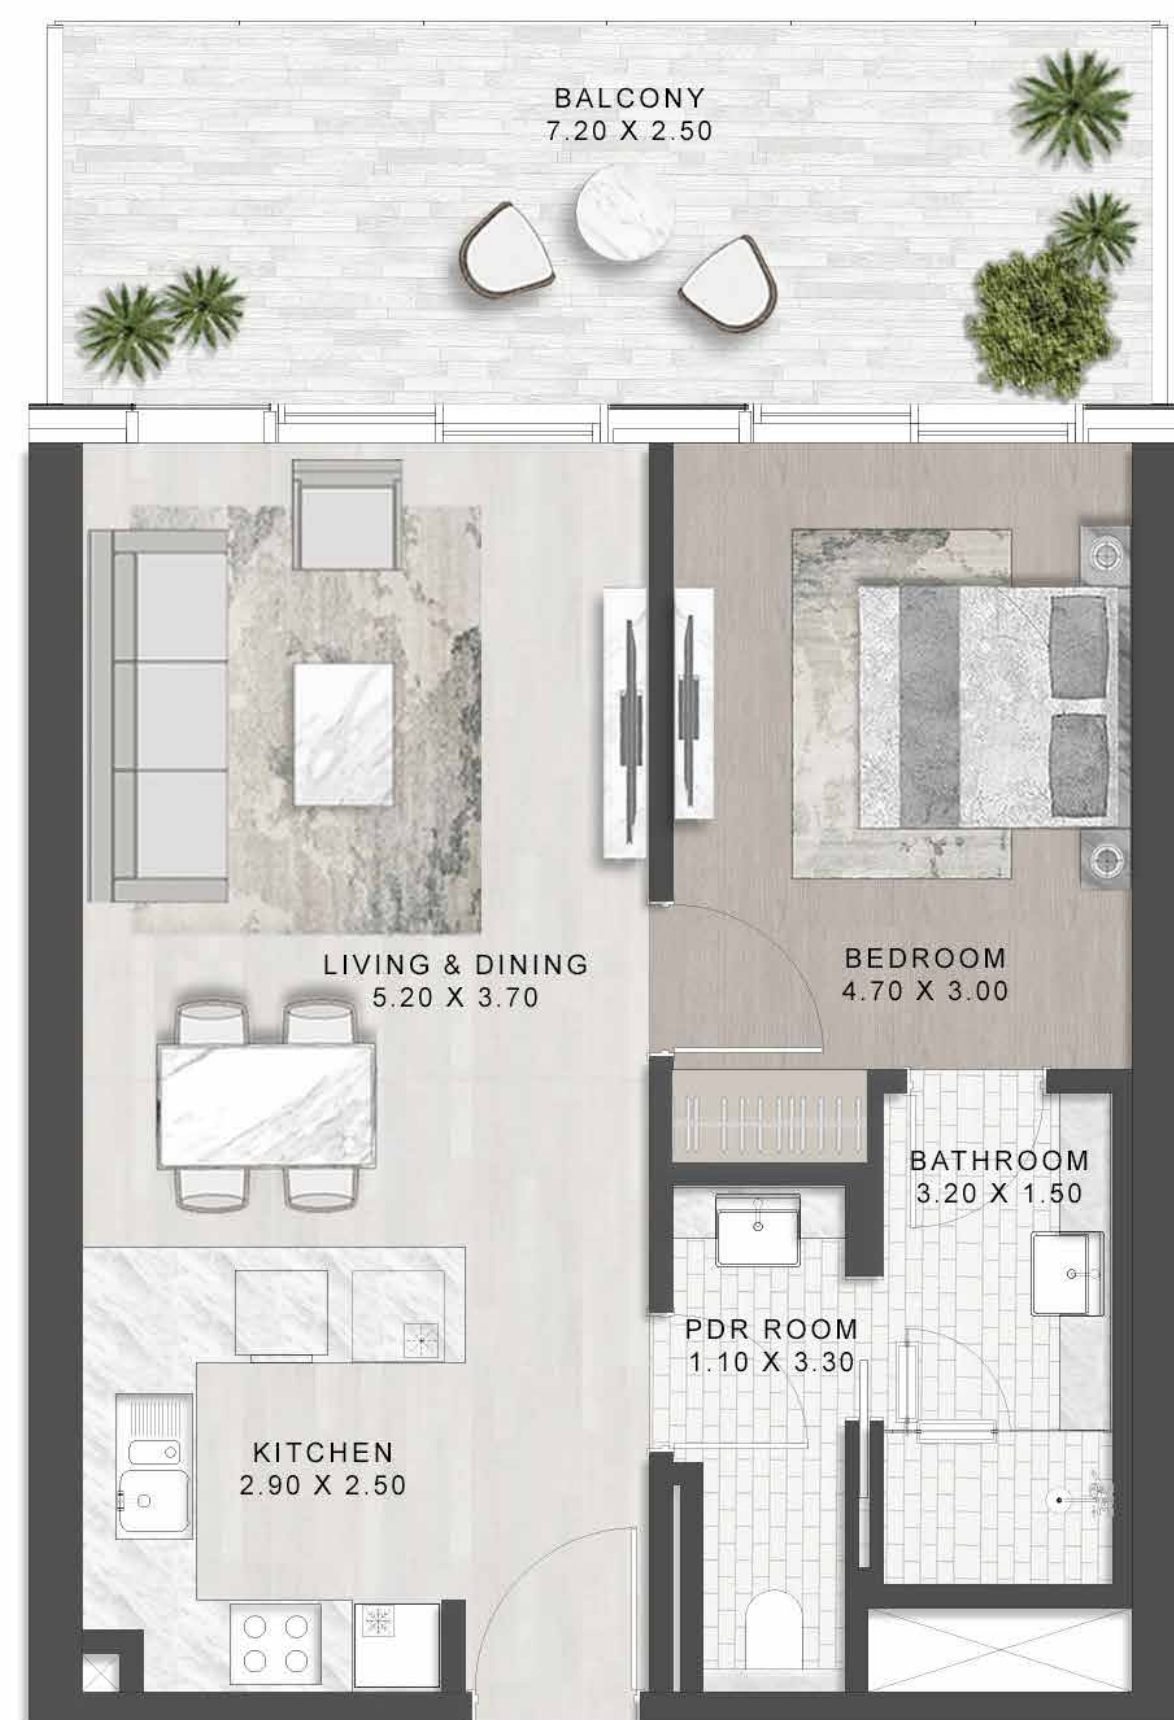 BALCONY
7.20 X 2.50
LIVING & DINING
5.20 X 3.70
BEDROOM
4.70 X 3.00
BATHROOM
3.20 X 1.50
PDR ROOM
1.10 X 3.30
KITCHEN
2.90 X 2.50